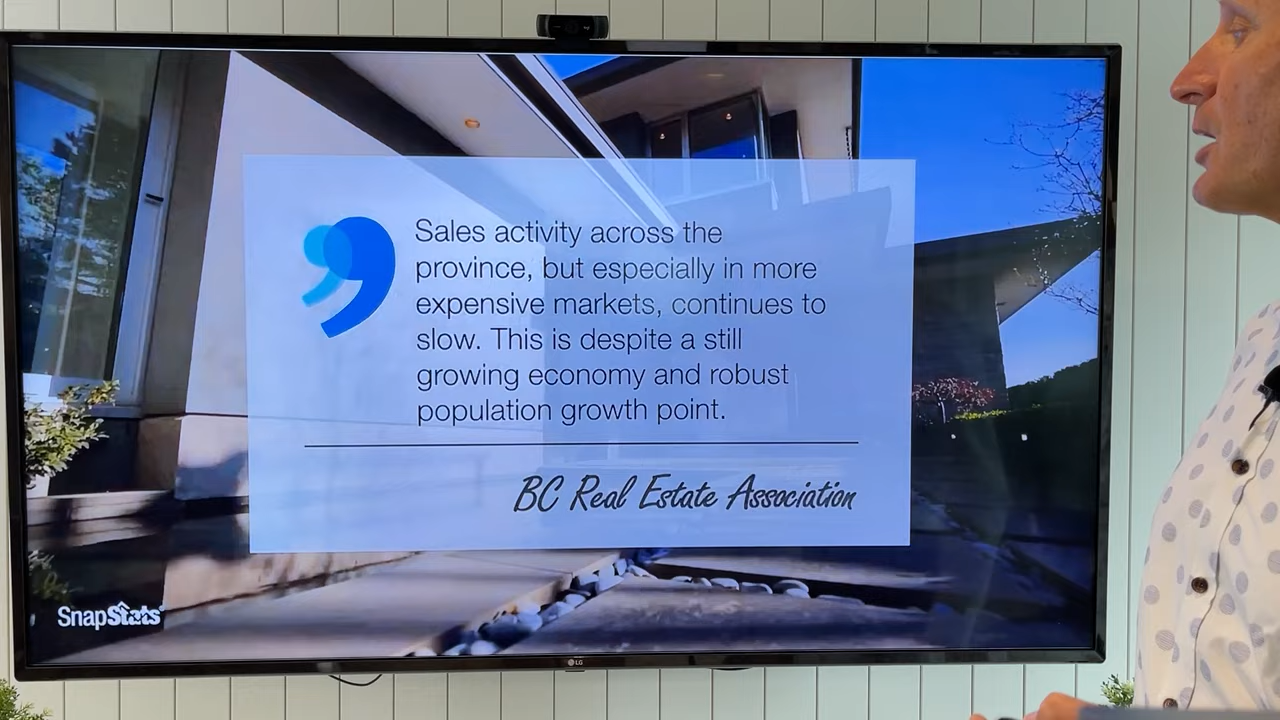 Sales activity across the
province, but especially in more
expensive markets, continues to
slow. This is despite a still
growing economy and robust
population growth point.
BC Real Estate Association
SnapStats
LG